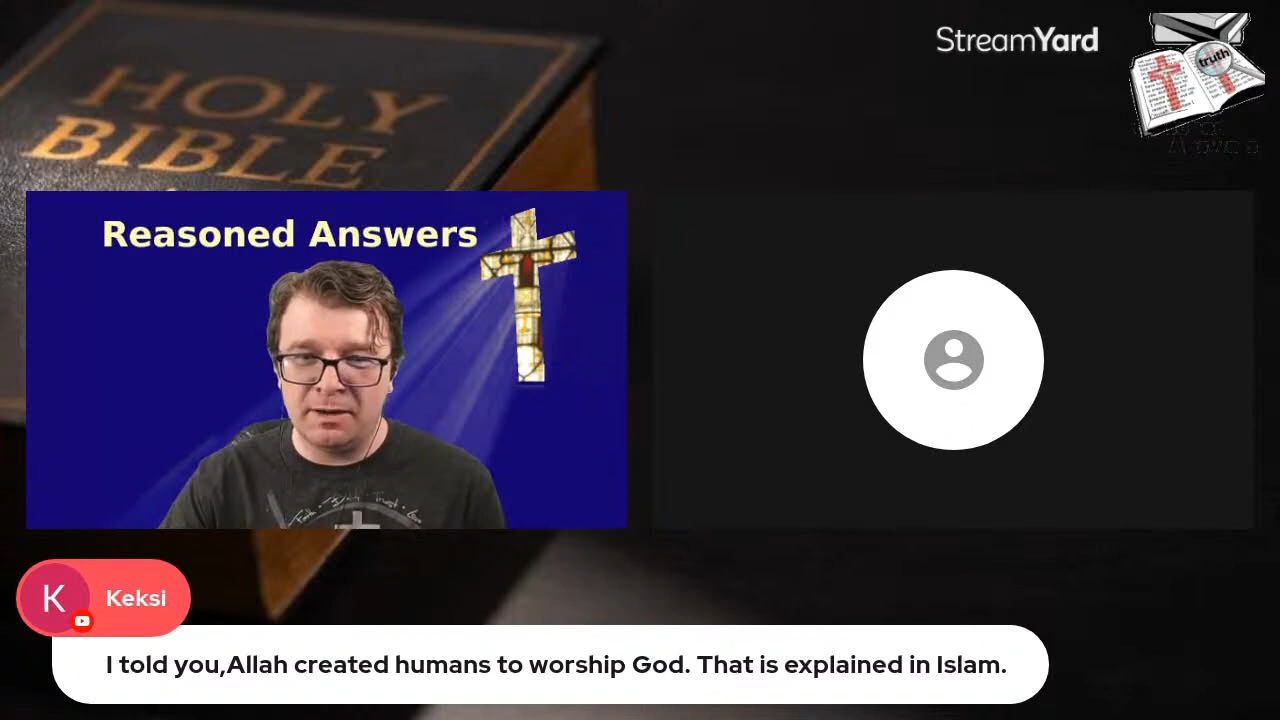 StreamYard
truth
HOLY
BIBLE
Reasoned Answers
K
Keksi
I told you,Allah created humans to worship God. That is explained in Islam.